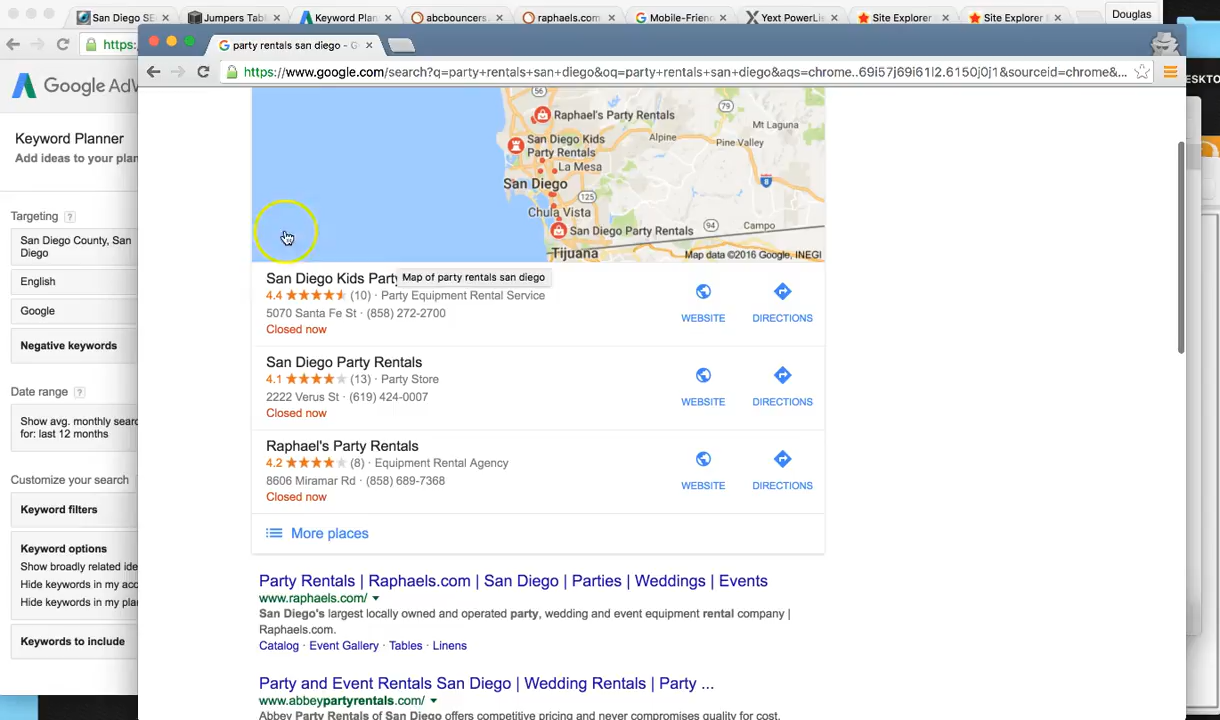 San Diego SE
Jumpers Tabl
Keyword Plan
abcbouncers.
raphaels.com
Mobile-Friend
Yext PowerLis
Site Explorer
Site Explorer
Douglas
https:
party rentals san diego - G
https://www.google.com/search?q=party+rentals+san+diego&oq=party+rentals+san+diego&aqs=chrome..69i57j69i61l2.6150j0j1&sourceid=chrome&...
ESKTO
Google AdW
Keyword Planner
Add ideas to your plan
Targeting ?
San Diego County, San
Diego
English
Google
Negative keywords
Date range ?
Show avg. monthly searc
for: last 12 months
Customize your search
Keyword filters
Keyword options
Show broadly related ide
Hide keywords in my acc
Hide keywords in my plan
Keywords to include
56
Raphael's Party Rentals
79
Mt Laguna
San Diego Kids
Party Rentals
Alpine
Pine Valley
La Mesa
San Diego
8
125
Chula Vista
94
Campo
San Diego Party Rentals
Tijuana
Map data ©2016 Google, INEGI
San Diego Kids Party
Map of party rentals san diego
4.4 (10) · Party Equipment Rental Service
5070 Santa Fe St · (858) 272-2700
Closed now
WEBSITE
DIRECTIONS
San Diego Party Rentals
4.1 (13) · Party Store
2222 Verus St · (619) 424-0007
Closed now
WEBSITE
DIRECTIONS
Raphael's Party Rentals
4.2 (8) · Equipment Rental Agency
8606 Miramar Rd · (858) 689-7368
Closed now
WEBSITE
DIRECTIONS
More places
Party Rentals | Raphaels.com | San Diego | Parties | Weddings | Events
www.raphaels.com/
San Diego's largest locally owned and operated party, wedding and event equipment rental company |
Raphaels.com.
Catalog · Event Gallery · Tables · Linens
Party and Event Rentals San Diego | Wedding Rentals | Party ...
www.abbeypartyrentals.com/
Abbey Party Rentals of San Diego offers competitive pricing and never compromises quality for cost.